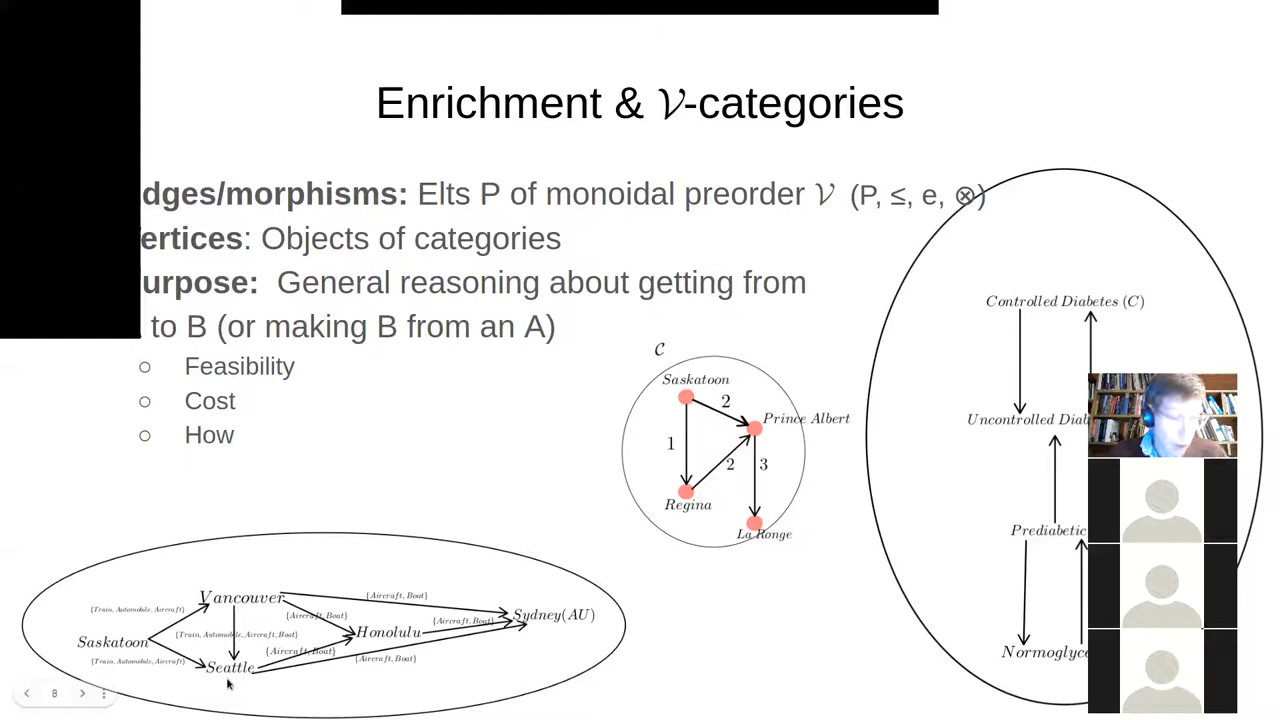 Enrichment & 𝒱-categories
dges/morphisms: Elts P of monoidal preorder 𝒱 (P, ≤, e, ⊗)
ertices: Objects of categories
urpose: General reasoning about getting from
to B (or making B from an A)
○ Feasibility
○ Cost
○ How
𝒞
Saskatoon
2
Prince Albert
1
2
3
Regina
La Ronge
Controlled Diabetes (C)
Uncontrolled Diab
Prediabetic
Normoglyce
Vancouver
{Aircraft, Boat}
{Train, Automobile, Aircraft}
{Aircraft, Boat}
Sydney(AU)
{Aircraft, Boat}
Saskatoon
{Train, Automobile, Aircraft, Boat}
Honolulu
{Aircraft, Boat}
{Train, Automobile, Aircraft}
{Aircraft, Boat}
Seattle
8